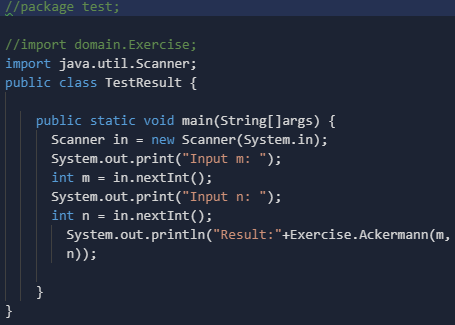 //package test;
//import domain.Exercise;
import java.util.Scanner;
public class TestResult {
public static void main(String[]args) {
Scanner in = new Scanner(System.in);
System.out.print("Input m: ");
int m = in.nextInt();
System.out.print("Input n: ");
int n = in.nextInt();
System.out.println("Result:"+Exercise.Ackermann(m,
n));
}
}